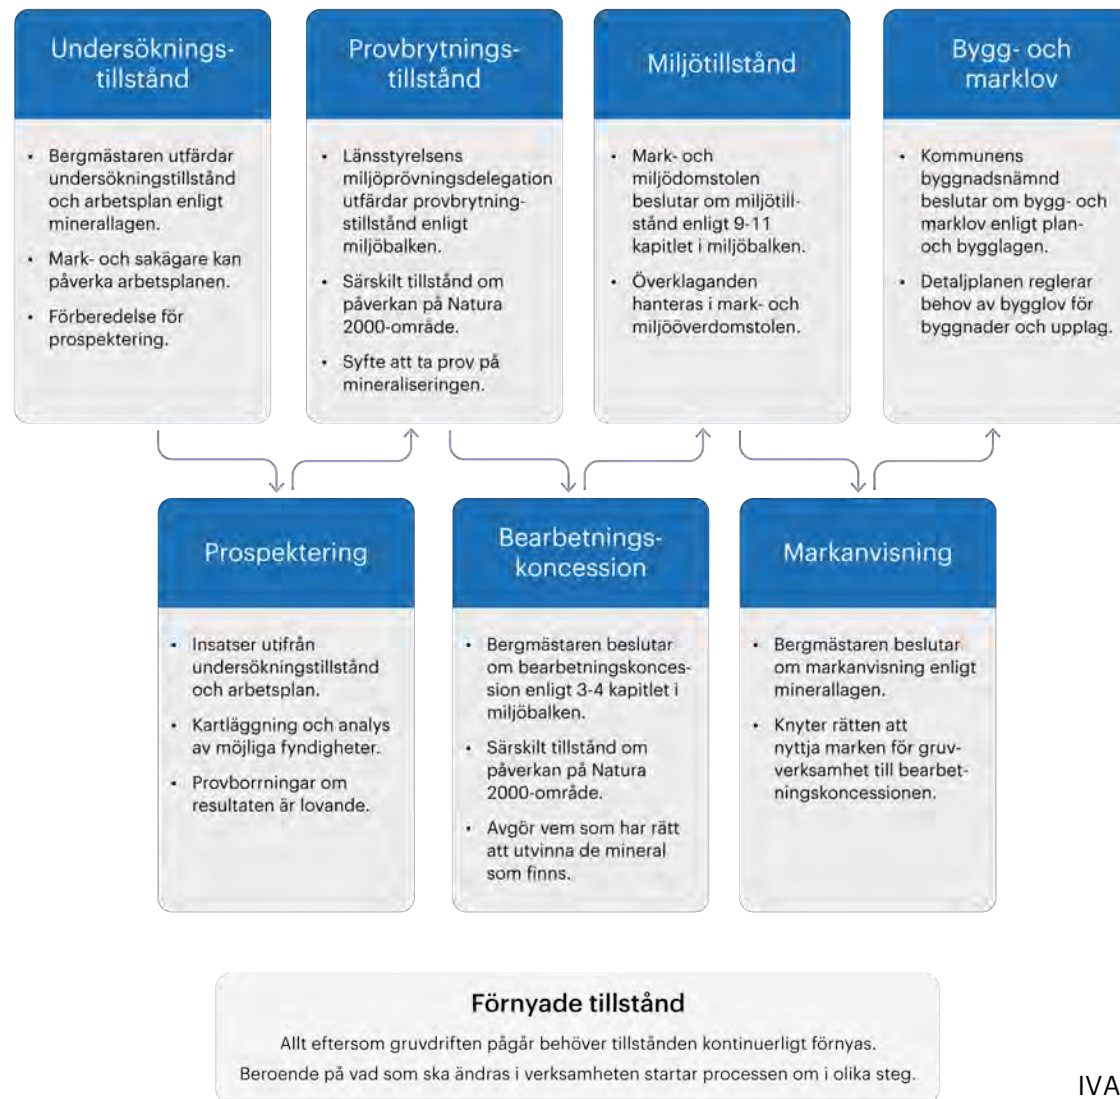 Undersöknings-
tillstånd
• Bergmästaren utfärdar
undersökningstillstånd
och arbetsplan enligt
minerallagen.
• Mark- och sakägare kan
påverka arbetsplanen.
• Förberedelse för
prospektering.
Prospektering
• Insatser utifrån
undersökningstillstånd
och arbetsplan.
• Kartläggning och analys
av möjliga fyndigheter.
• Provborrningar om
resultaten är lovande.
Provbrytnings-
tillstånd
• Länsstyrelsens
miljöprövningsdelegation
utfärdar provbrytning-
stillstånd enligt
miljöbalken.
• Särskilt tillstånd om
påverkan på Natura
2000-område.
• Syfte att ta prov på
mineraliseringen.
Bearbetnings-
koncession
• Bergmästaren beslutar
om bearbetningskonces-
sion enligt 3-4 kapitlet i
miljöbalken.
• Särskilt tillstånd om
påverkan på Natura
2000-område.
• Avgör vem som har rätt
att utvinna de mineral
som finns.
Miljötillstånd
• Mark- och
miljödomstolen
beslutar om miljötill-
stånd enligt 9-11
kapitlet i miljöbalken.
• Överklaganden
hanteras i mark- och
miljööverdomstolen.
Markanvisning
• Bergmästaren beslutar
om markanvisning enligt
minerallagen.
• Knyter rätten att
nyttja marken för gruv-
verksamhet till bearbet-
ningskoncessionen.
Bygg- och
marklov
• Kommunens
byggnadsnämnd
beslutar om bygg- och
marklov enligt plan-
och bygglagen.
• Detaljplanen reglerar
behov av bygglov för
byggnader och upplag.
Förnyade tillstånd
Allt eftersom gruvdriften pågår behöver tillstånden kontinuerligt förnyas.
Beroende på vad som ska ändras i verksamheten startar processen om i olika steg.
IVA